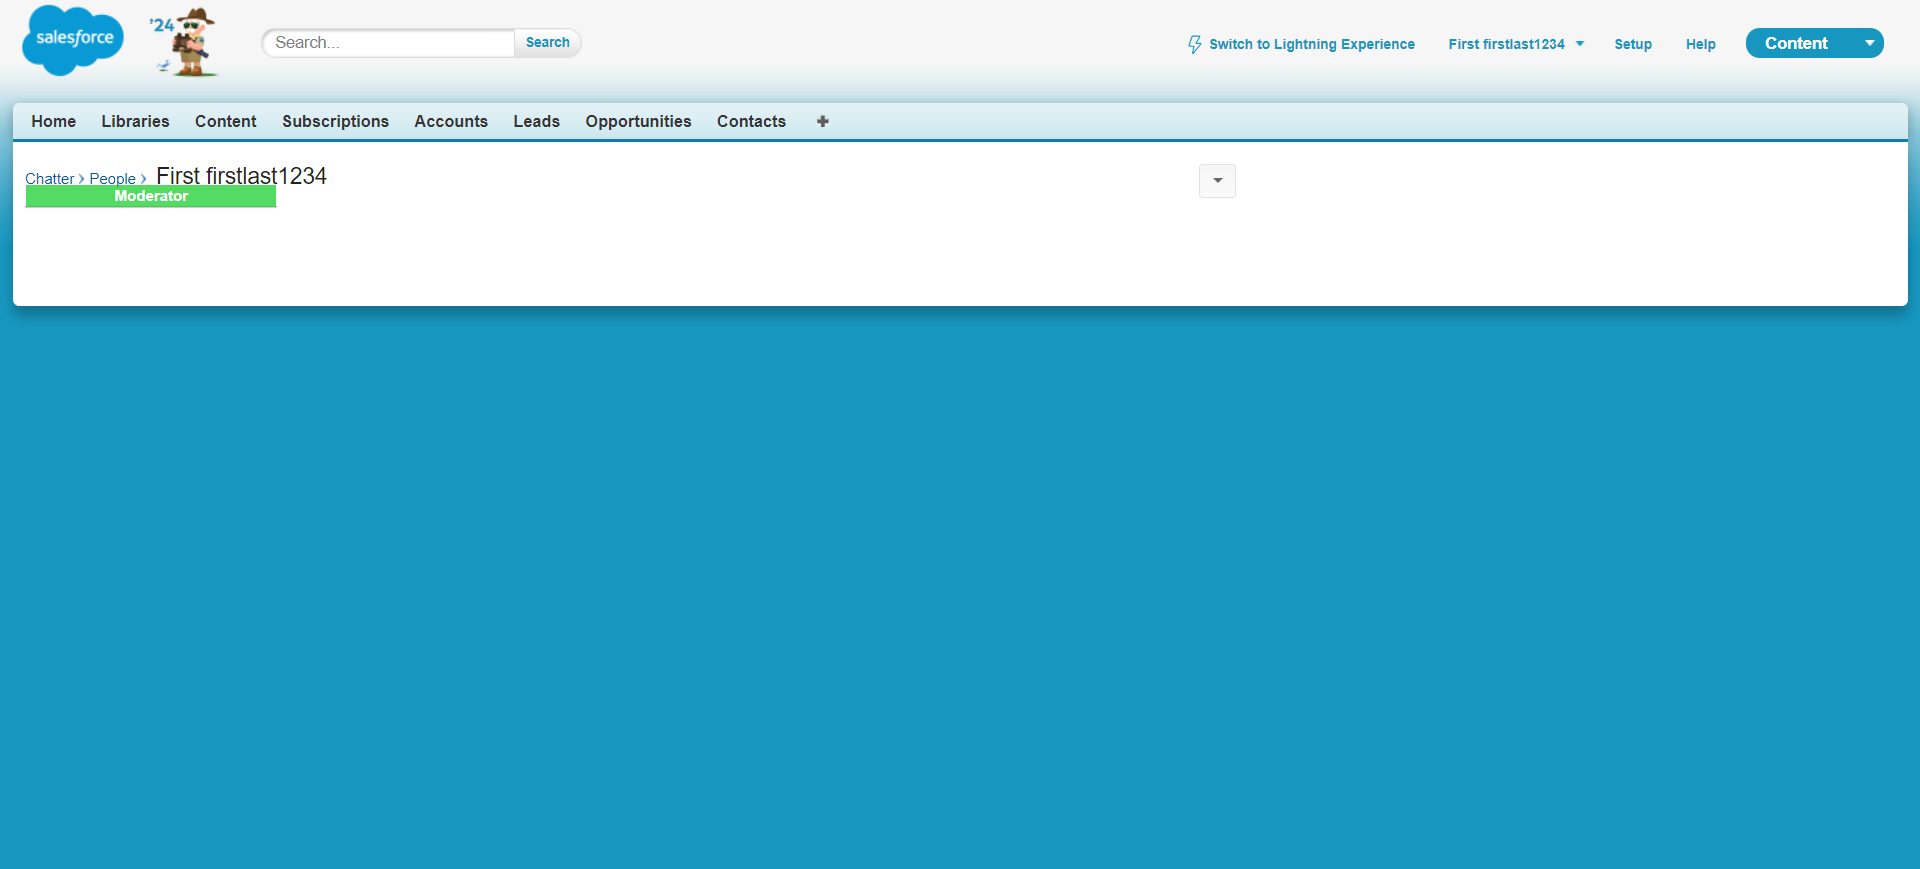 salesforce
'24
Search...
Search
Switch to Lightning Experience
First firstlast1234
Setup
Help
Content
Home
Libraries
Content
Subscriptions
Accounts
Leads
Opportunities
Contacts
Chatter › People › First firstlast1234
Moderator